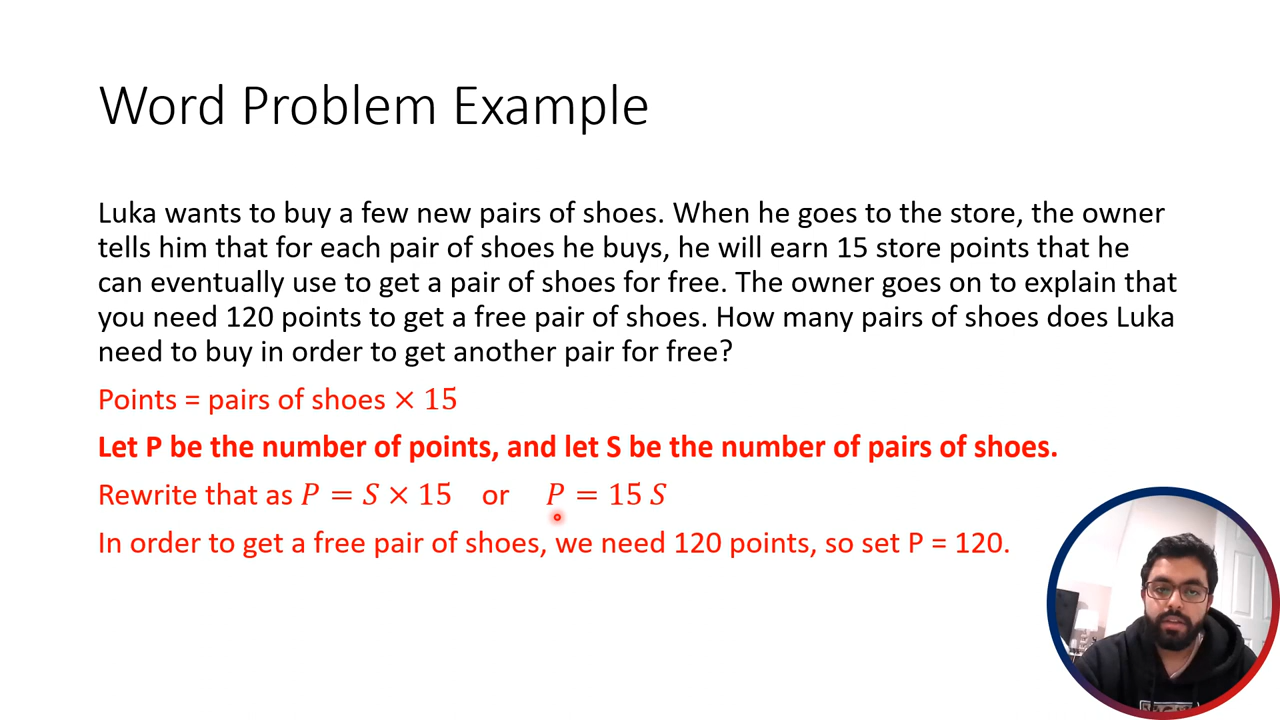 Word Problem Example
Luka wants to buy a few new pairs of shoes. When he goes to the store, the owner
tells him that for each pair of shoes he buys, he will earn 15 store points that he
can eventually use to get a pair of shoes for free. The owner goes on to explain that
you need 120 points to get a free pair of shoes. How many pairs of shoes does Luka
need to buy in order to get another pair for free?
Points = pairs of shoes × 15
Let P be the number of points, and let S be the number of pairs of shoes.
Rewrite that as P = S × 15 or P = 15 S
In order to get a free pair of shoes, we need 120 points, so set P = 120.